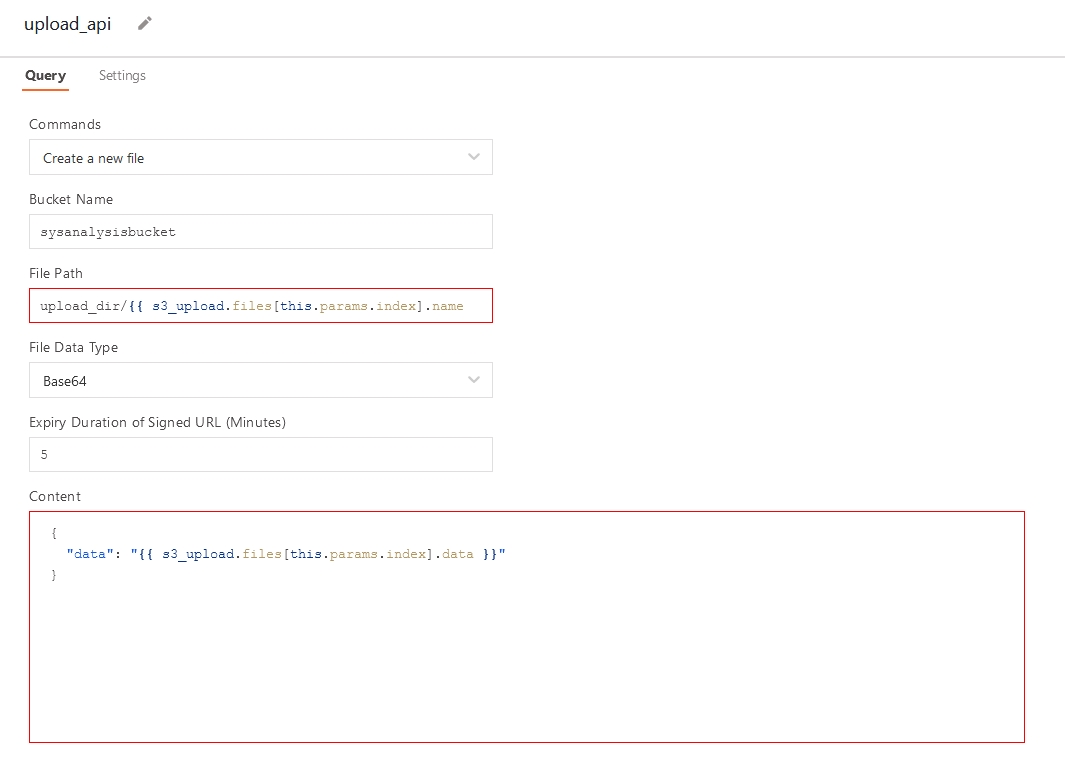 upload_api
Query Settings
Commands
Create a new file
Bucket Name
sysanalysisbucket
File Path
upload_dir/{{ s3_upload.files[this.params.index].name
File Data Type
Base64
Expiry Duration of Signed URL (Minutes)
5
Content
{
"data": "{{ s3_upload.files[this.params.index].data }}"
}